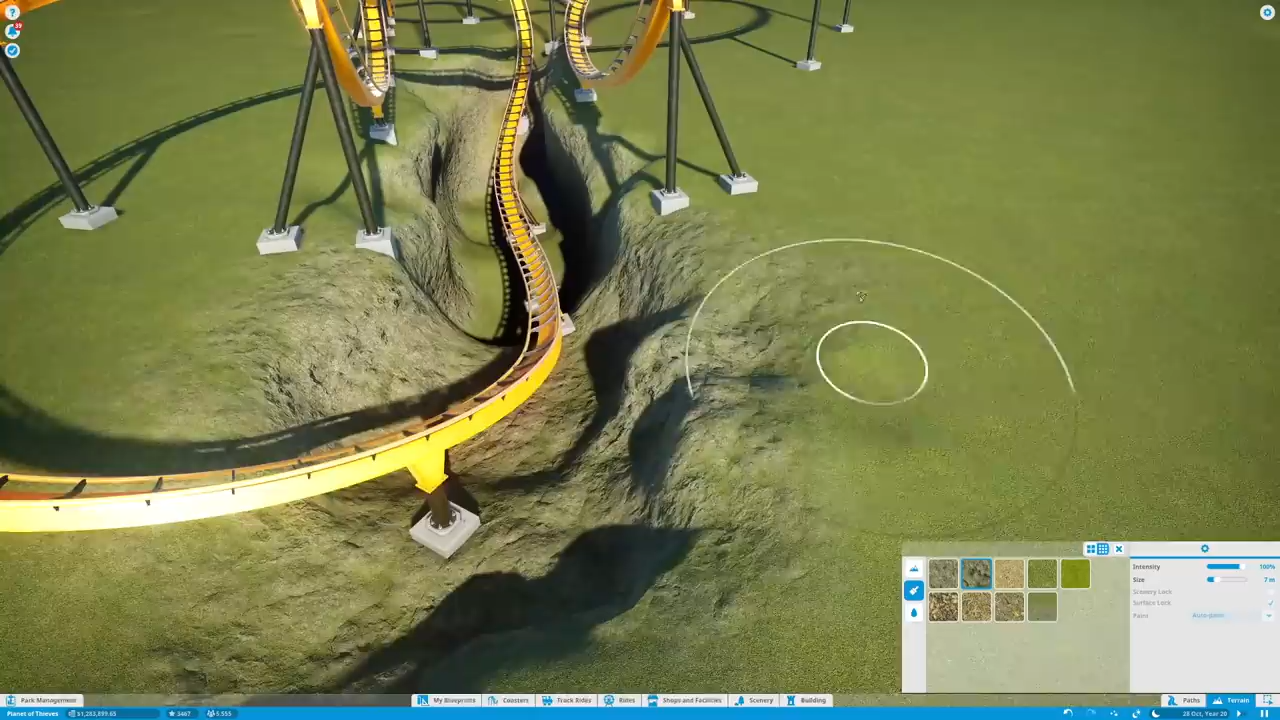 ?
39
Intensity 100%
Size 7 m
Scenery Lock
Surface Lock
Paint Auto-paint
Park Management
My Blueprints Coasters Track Rides Rides Shops and Facilities Scenery Building Paths Terrain
Planet of Thieves $1,283,899.65 3467 5,555 28 Oct, Year 20